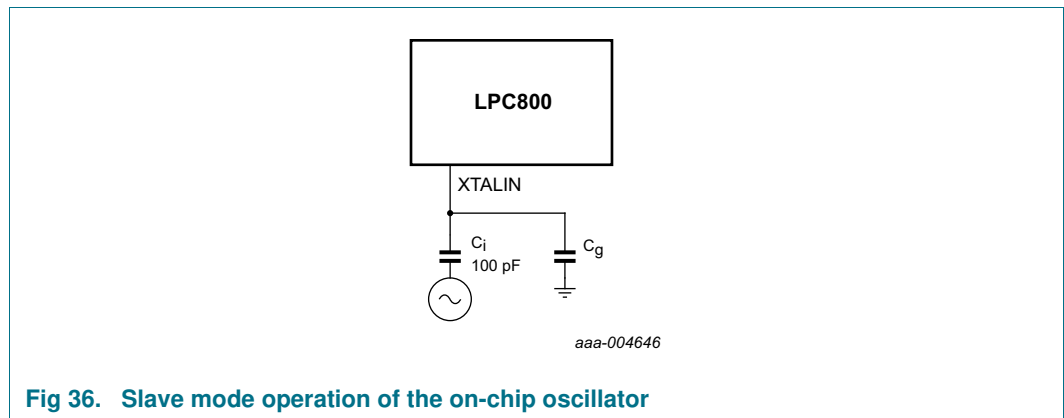 LPC800
XTALIN
Ci
100 pF
Cg
aaa-004646
Fig 36. Slave mode operation of the on-chip oscillator